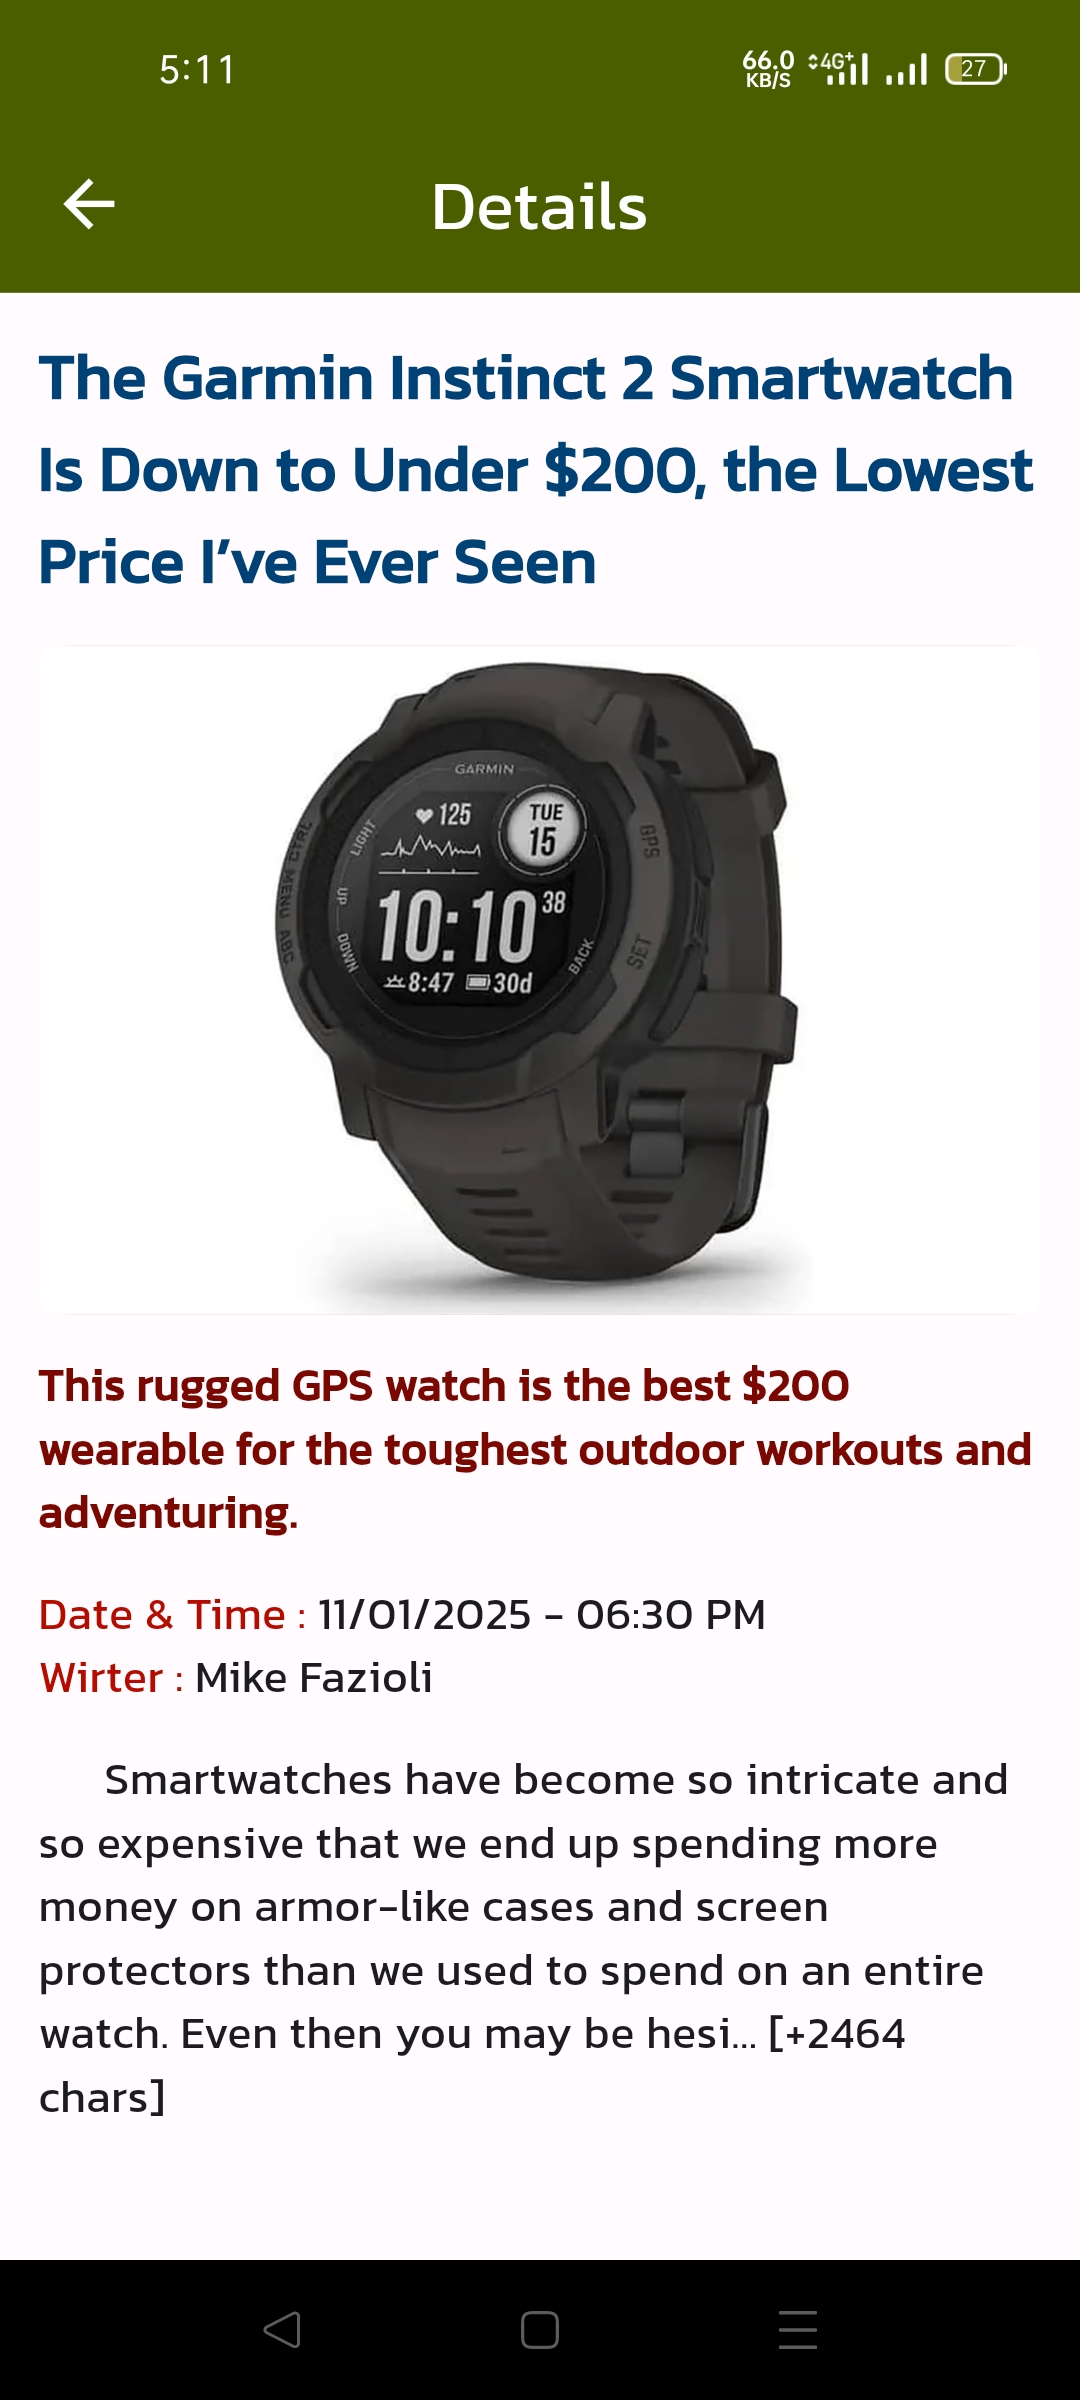 5:11
66.0 KB/S 4G+ 27
Details
The Garmin Instinct 2 Smartwatch
Is Down to Under $200, the Lowest
Price I’ve Ever Seen
GARMIN
125
TUE
15
10:10 38
8:47 30d
LIGHT
UP
DOWN
CTRL
MENU
ABC
GPS
SET
BACK
This rugged GPS watch is the best $200
wearable for the toughest outdoor workouts and
adventuring.
Date & Time : 11/01/2025 - 06:30 PM
Wirter : Mike Fazioli
Smartwatches have become so intricate and
so expensive that we end up spending more
money on armor-like cases and screen
protectors than we used to spend on an entire
watch. Even then you may be hesi… [+2464
chars]